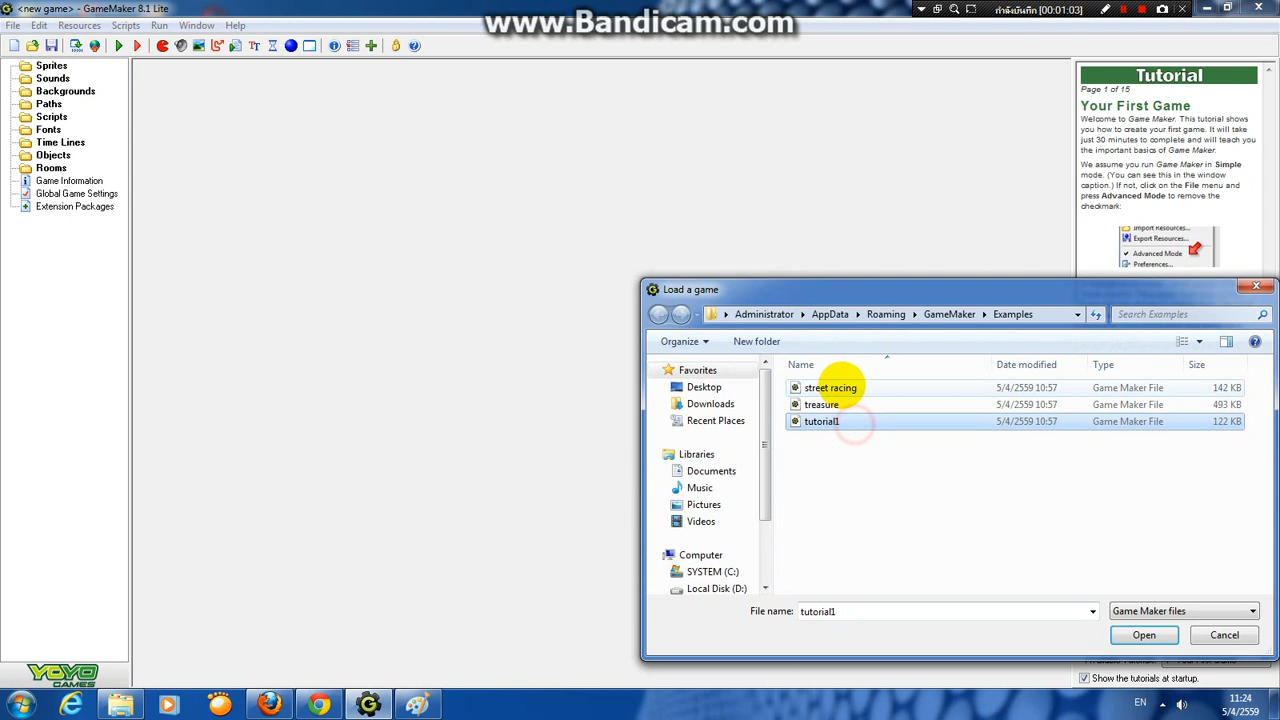 <new game> - GameMaker 8.1 Lite
www.Bandicam.com
กำลังบันทึก [00:01:03]
File Edit Resources Scripts Run Window Help
Sprites
Sounds
Backgrounds
Paths
Scripts
Fonts
Time Lines
Objects
Rooms
Game Information
Global Game Settings
Extension Packages
Tutorial
Page 1 of 15
Your First Game
Welcome to Game Maker. This tutorial shows
you how to create your first game. It will take
just 30 minutes to complete and will teach you
the important basics of Game Maker.
We assume you run Game Maker in Simple
mode. (You can see this in the window
caption.) If not, click on the File menu and
press Advanced Mode to remove the
checkmark:
Import Resources...
Export Resources...
Advanced Mode
Preferences...
Load a game
Administrator AppData Roaming GameMaker Examples
Search Examples
Organize New folder
Favorites
Desktop
Downloads
Recent Places
Libraries
Documents
Music
Pictures
Videos
Computer
SYSTEM (C:)
Local Disk (D:)
Name Date modified Type Size
street racing 5/4/2559 10:57 Game Maker File 142 KB
treasure 5/4/2559 10:57 Game Maker File 493 KB
tutorial1 5/4/2559 10:57 Game Maker File 122 KB
File name: tutorial1
Game Maker files
Open Cancel
YOYO
GAMES
Show the tutorials at startup.
EN
11:24
5/4/2559